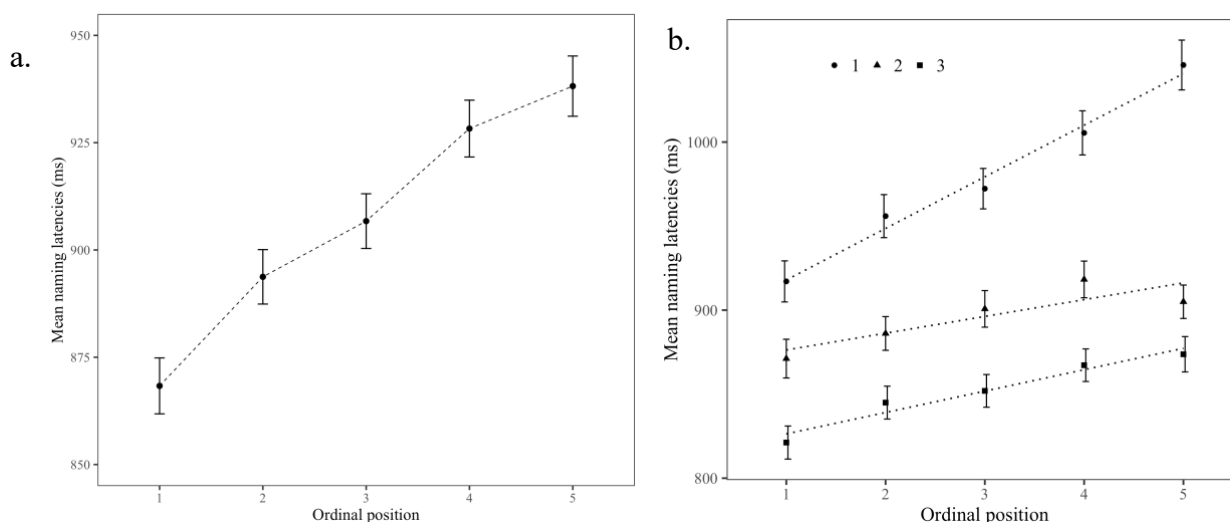 a.
Mean naming latencies (ms)
950
925
900
875
850
1 2 3 4 5
Ordinal position
b.
1 2 3
Mean naming latencies (ms)
1000
900
800
1 2 3 4 5
Ordinal position